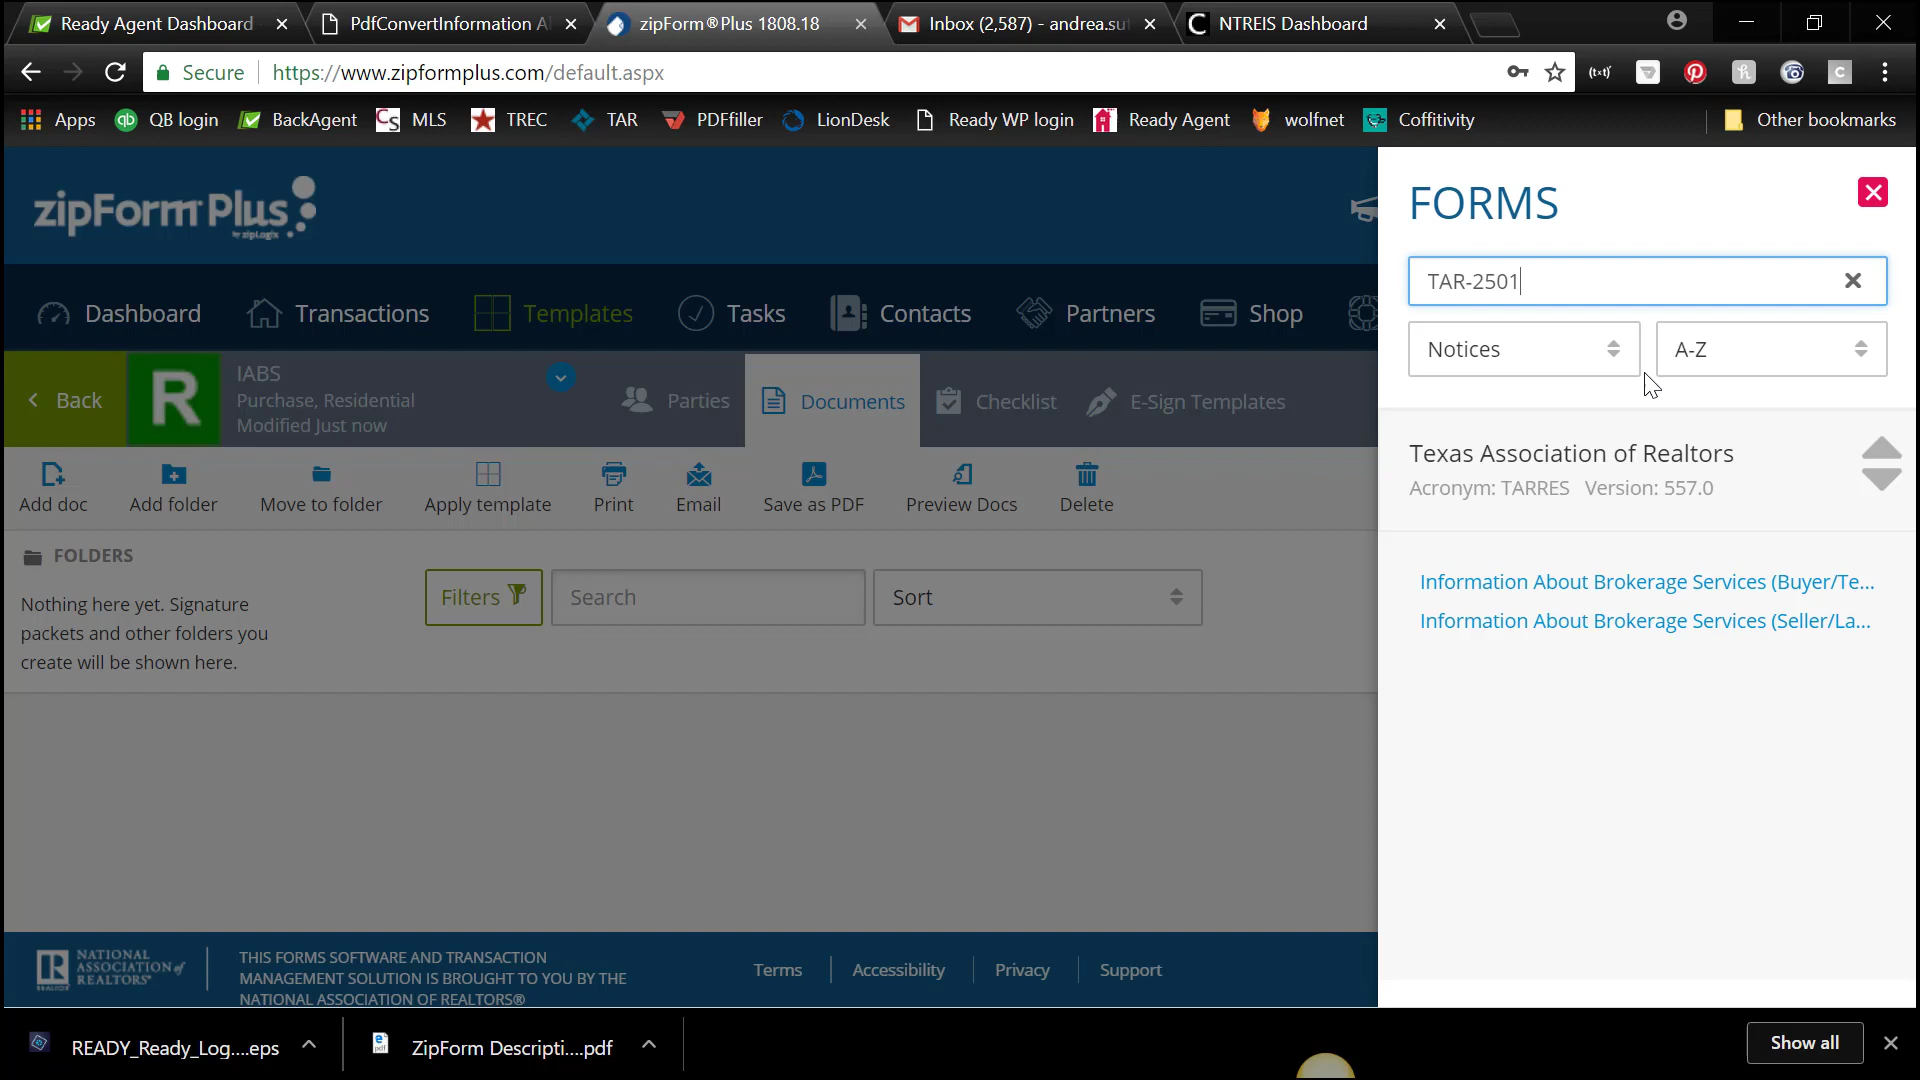 Ready Agent Dashboard
PdfConvertInformation A
zipForm®Plus 1808.18
Inbox (2,587) - andrea.sut
NTREIS Dashboard
Secure
https://www.zipformplus.com/default.aspx
Apps
QB login
BackAgent
MLS
TREC
TAR
PDFfiller
LionDesk
Ready WP login
Ready Agent
wolfnet
Coffitivity
Other bookmarks
zipForm Plus
by zipLogix
Dashboard
Transactions
Templates
Tasks
Contacts
Partners
Shop
Back
R
IABS
Purchase, Residential
Modified Just now
Parties
Documents
Checklist
E-Sign Templates
Add doc
Add folder
Move to folder
Apply template
Print
Email
Save as PDF
Preview Docs
Delete
FOLDERS
Nothing here yet. Signature
packets and other folders you
create will be shown here.
Filters
Search
Sort
FORMS
TAR-2501
Notices
A-Z
Texas Association of Realtors
Acronym: TARRES Version: 557.0
Information About Brokerage Services (Buyer/Te...
Information About Brokerage Services (Seller/La...
NATIONAL
ASSOCIATION of
REALTORS®
THIS FORMS SOFTWARE AND TRANSACTION
MANAGEMENT SOLUTION IS BROUGHT TO YOU BY THE
NATIONAL ASSOCIATION OF REALTORS®
Terms
Accessibility
Privacy
Support
READY_Ready_Log....eps
ZipForm Descripti....pdf
Show all